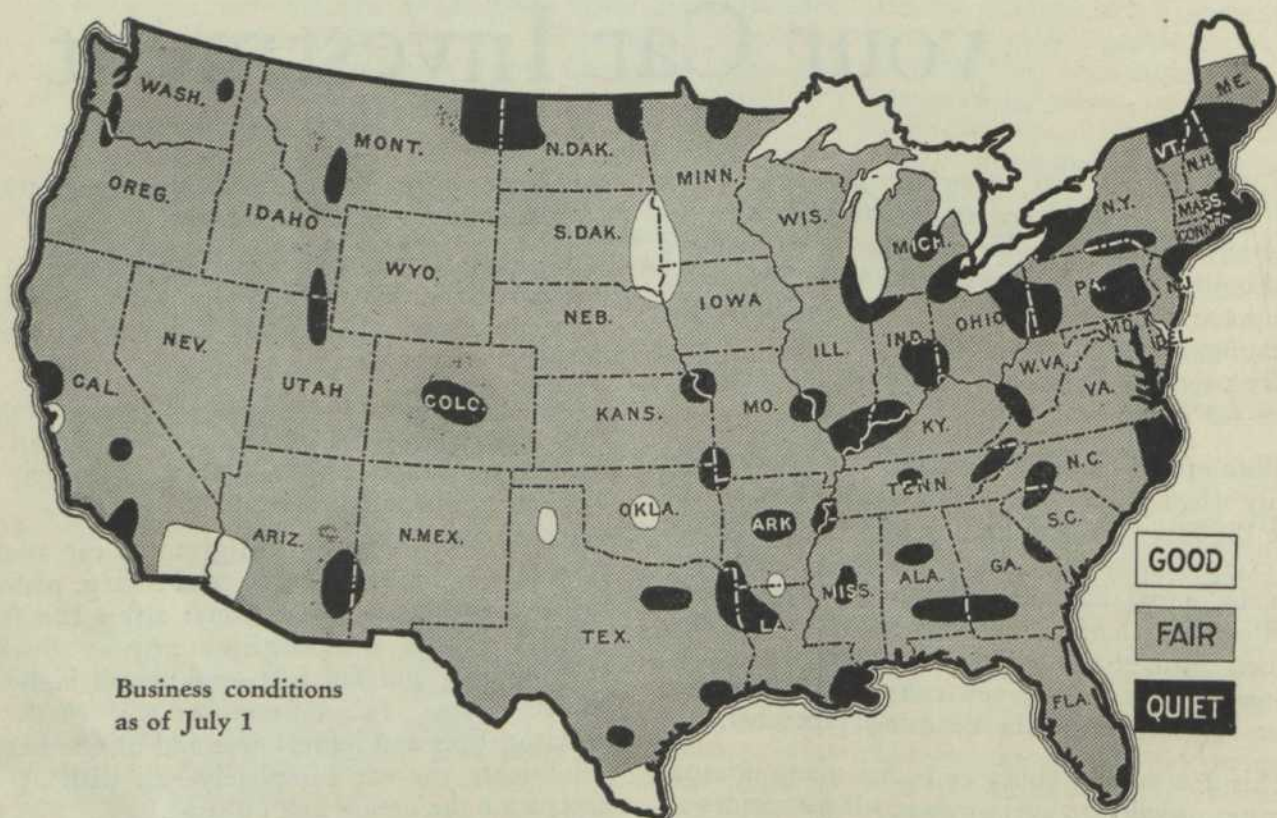 WASH.
MONT.
N.DAK.
MINN.
ME.
VT.
N.H.
OREG.
IDAHO
S.DAK.
WIS.
MICH.
N.Y.
MASS.
CONN.
WYO.
IOWA
PA.
N.J.
NEV.
NEB.
ILL.
IND.
OHIO
MD.
DEL.
CAL.
UTAH
COLO.
KANS.
MO.
W.VA.
VA.
KY.
ARIZ.
N.MEX.
OKLA.
ARK
TENN.
N.C.
S.C.
TEX.
LA.
MISS.
ALA.
GA.
FLA.
GOOD
FAIR
QUIET
Business conditions
as of July 1